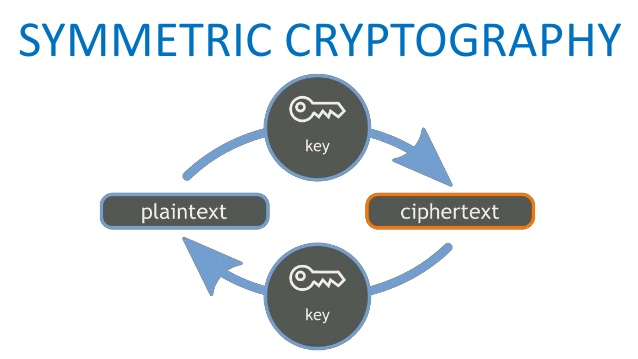 SYMMETRIC CRYPTOGRAPHY
key
plaintext
ciphertext
key